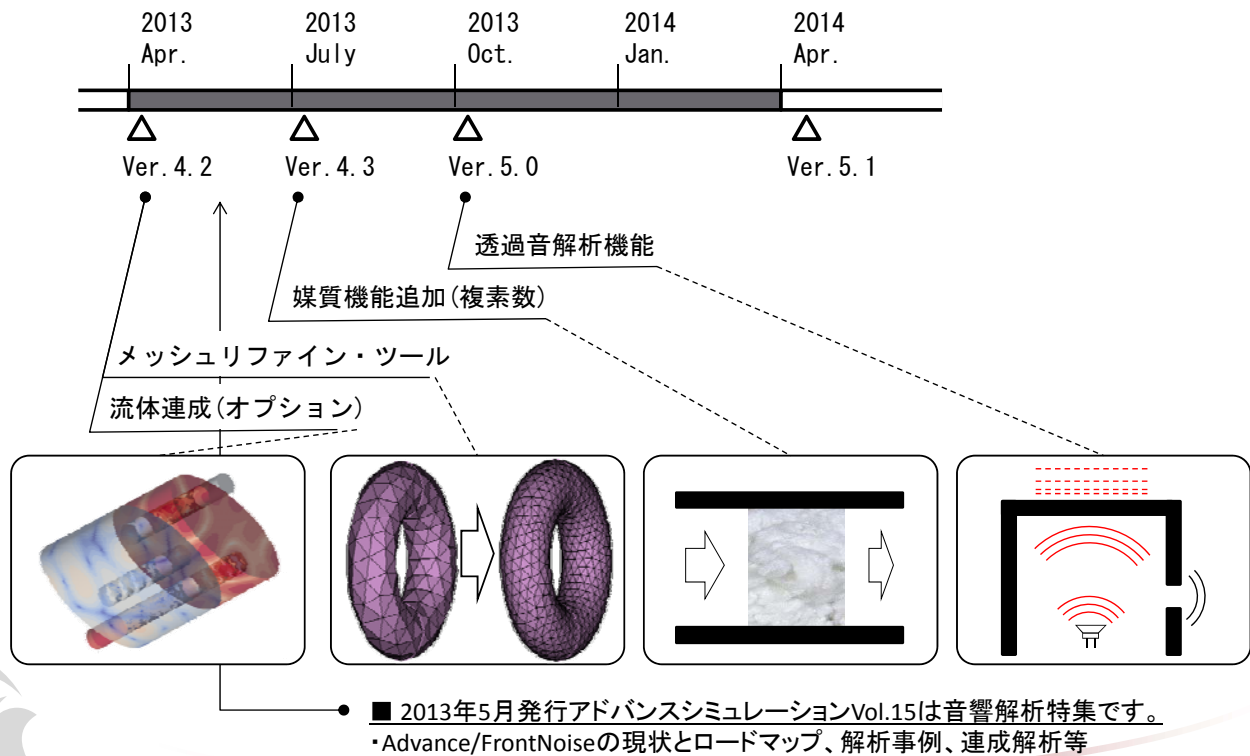 2013 2013 2013 2014 2014
Apr. July Oct. Jan. Apr.
Ver.4.2 Ver.4.3 Ver.5.0 Ver.5.1
透過音解析機能
媒質機能追加(複素数)
メッシュリファイン・ツール
流体連成(オプション)
■ 2013年5月発行アドバンスシミュレーションVol.15は音響解析特集です。
・Advance/FrontNoiseの現状とロードマップ、解析事例、連成解析等